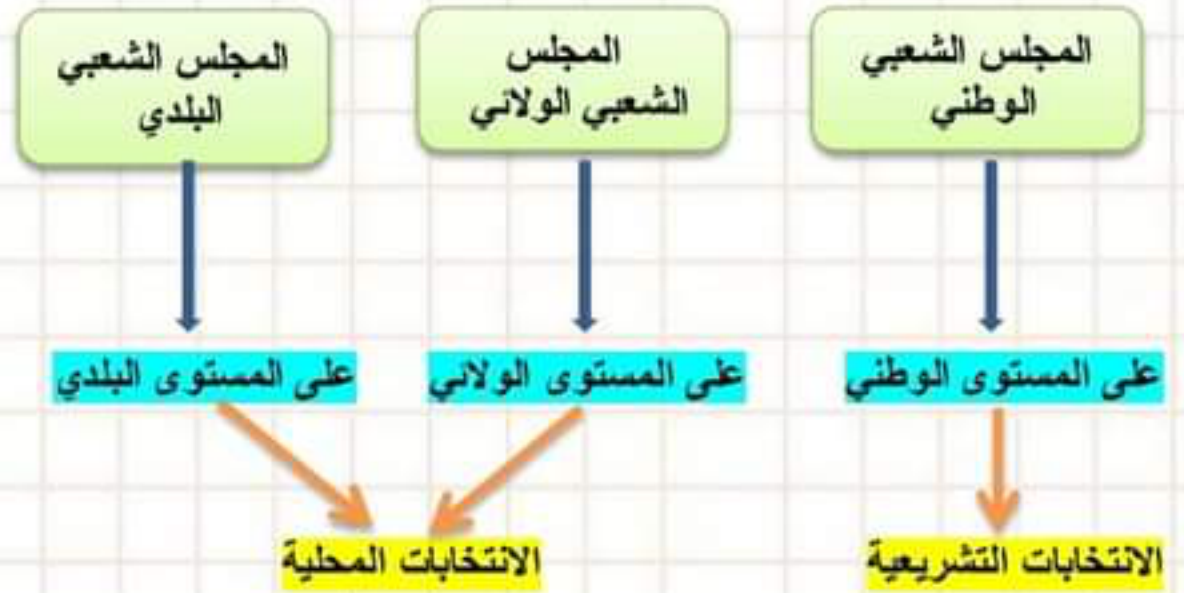 المجلس الشعبي
الوطني
المجلس
الشعبي الولائي
المجلس الشعبي
البلدي
على المستوى الوطني
على المستوى الولائي
على المستوى البلدي
الانتخابات التشريعية
الانتخابات المحلية